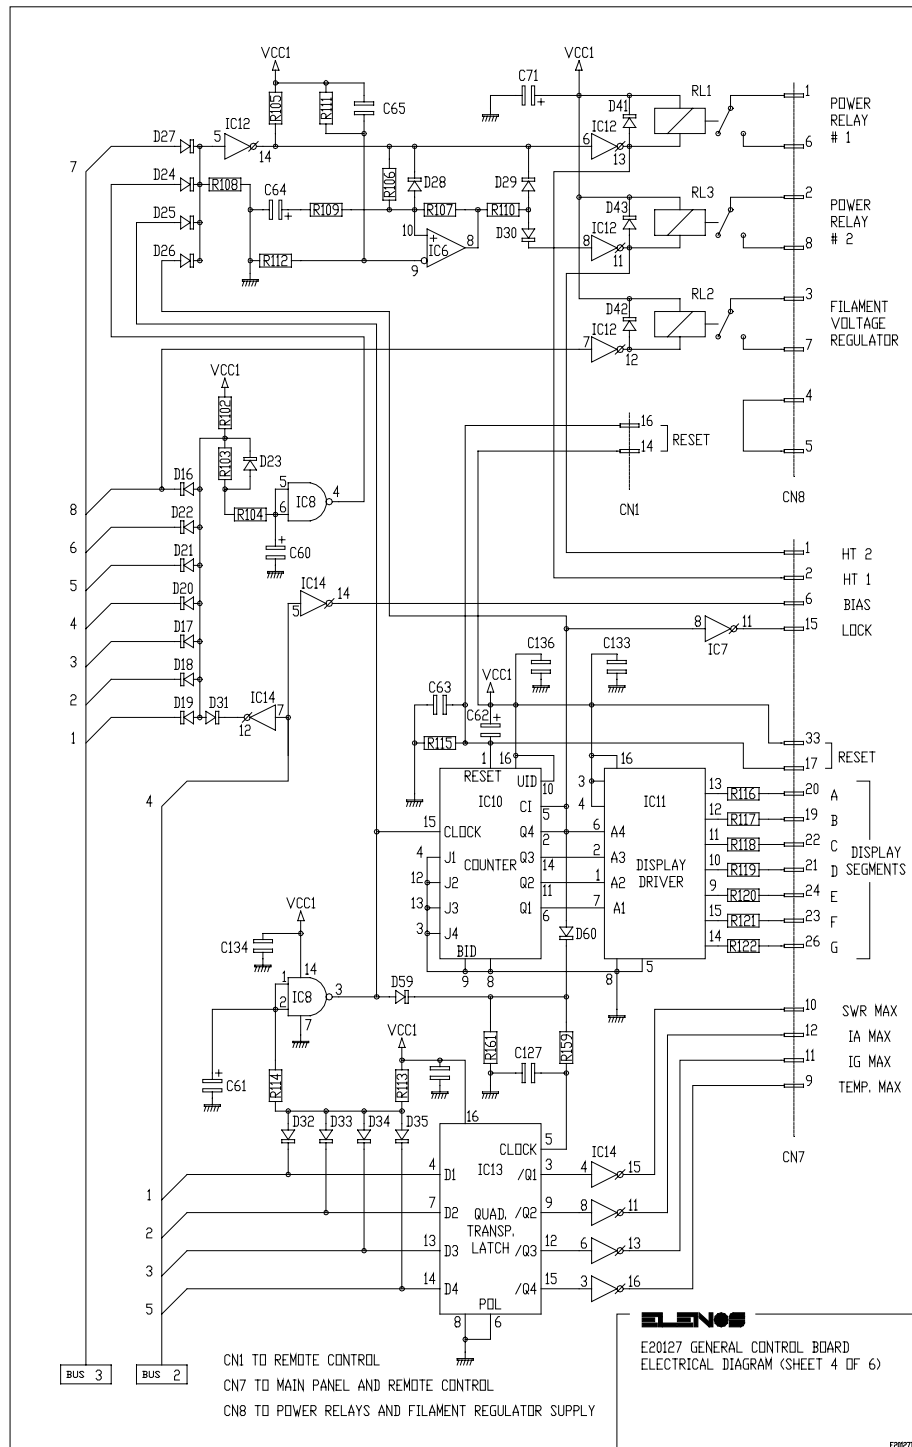 VCC1
VCC1
C71
RL1
1
POWER
RELAY
# 1
R105
R111
C65
D41
D27
5
IC12
14
6
IC12
13
6
7
D24
R108
C64
R109
R106
D28
R107
D29
R110
RL3
2
POWER
RELAY
# 2
D25
D43
D30
8
IC12
11
8
D26
R112
10
+
IC6
8
9
RL2
3
FILAMENT
VOLTAGE
REGULATOR
D42
IC12
7
12
7
VCC1
R102
4
16
RESET
14
5
R103
D23
CN1
CN8
D16
5
IC8
4
6
8
R104
D22
C60
6
D21
5
1
HT 2
2
HT 1
D20
IC14
5
14
6
BIAS
4
D17
8
IC7
11
15
LOCK
3
D18
C136
C133
2
C63
VCC1
D19
D31
IC14
7
12
C62
1
R115
33
RESET
17
1
16
RESET
UID
10
16
3
4
IC10
IC11
CI
5
4
15
CLOCK
Q4
2
6
A4
4
J1
Q3
14
2
A3
COUNTER
DISPLAY
DRIVER
12
J2
Q2
11
1
A2
13
J3
Q1
6
7
A1
3
J4
BID
9
8
8
5
13
R116
20
A
12
R117
19
B
11
R118
22
C
10
R119
21
D
9
R120
24
E
15
R121
23
F
14
R122
26
G
DISPLAY
SEGMENTS
D60
VCC1
C134
14
1
IC8
3
2
7
D59
R161
C127
R159
10
SWR MAX
12
IA MAX
11
IG MAX
9
TEMP. MAX
C61
R114
VCC1
R113
16
D32
D33
D34
D35
CN7
CLOCK
5
IC13
IC14
4
D1
/Q1
3
4
15
1
7
D2
QUAD.
TRANSP.
LATCH
/Q2
9
8
11
2
13
D3
/Q3
12
6
13
3
14
D4
/Q4
15
3
16
5
POL
8
6
ELENOS
E20127 GENERAL CONTROL BOARD
ELECTRICAL DIAGRAM (SHEET 4 OF 6)
BUS 3
BUS 2
CN1 TO REMOTE CONTROL
CN7 TO MAIN PANEL AND REMOTE CONTROL
CN8 TO POWER RELAYS AND FILAMENT REGULATOR SUPPLY